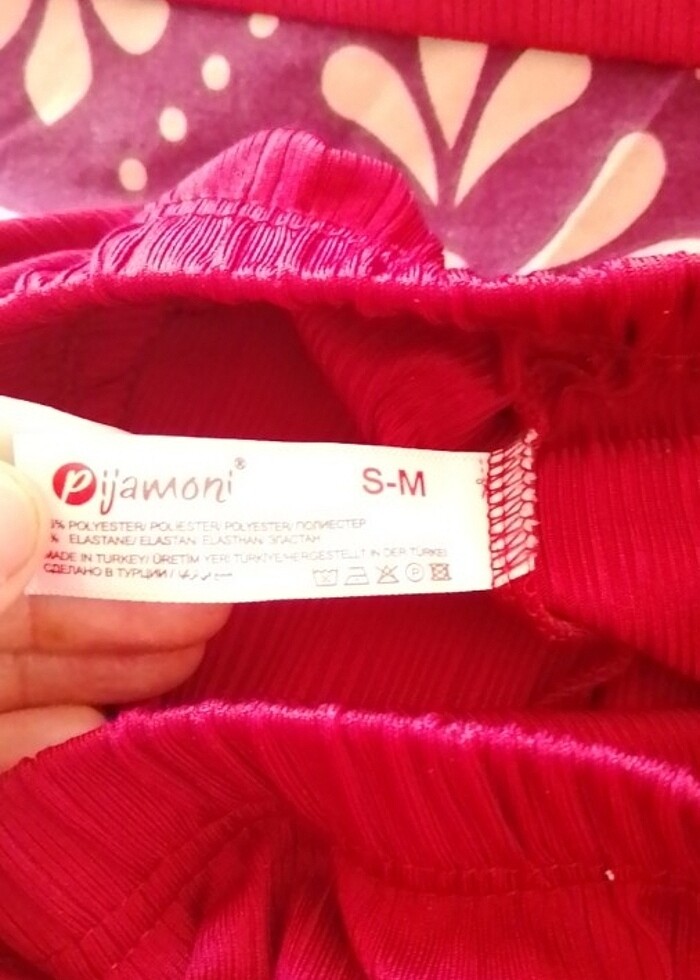 Pijamoni® S-M
% POLYESTER/ POLIESTER/ POLYESTER/ ПОЛИЕСТЕР
% ELASTANE/ ELASTAN/ ELASTHAN/ ЭЛАСТАН
MADE IN TURKEY/ ÜRETİM YERİ TÜRKİYE/HERGESTELLT IN DER TÜRKEI
СДЕЛАНО В ТУРЦИИ /